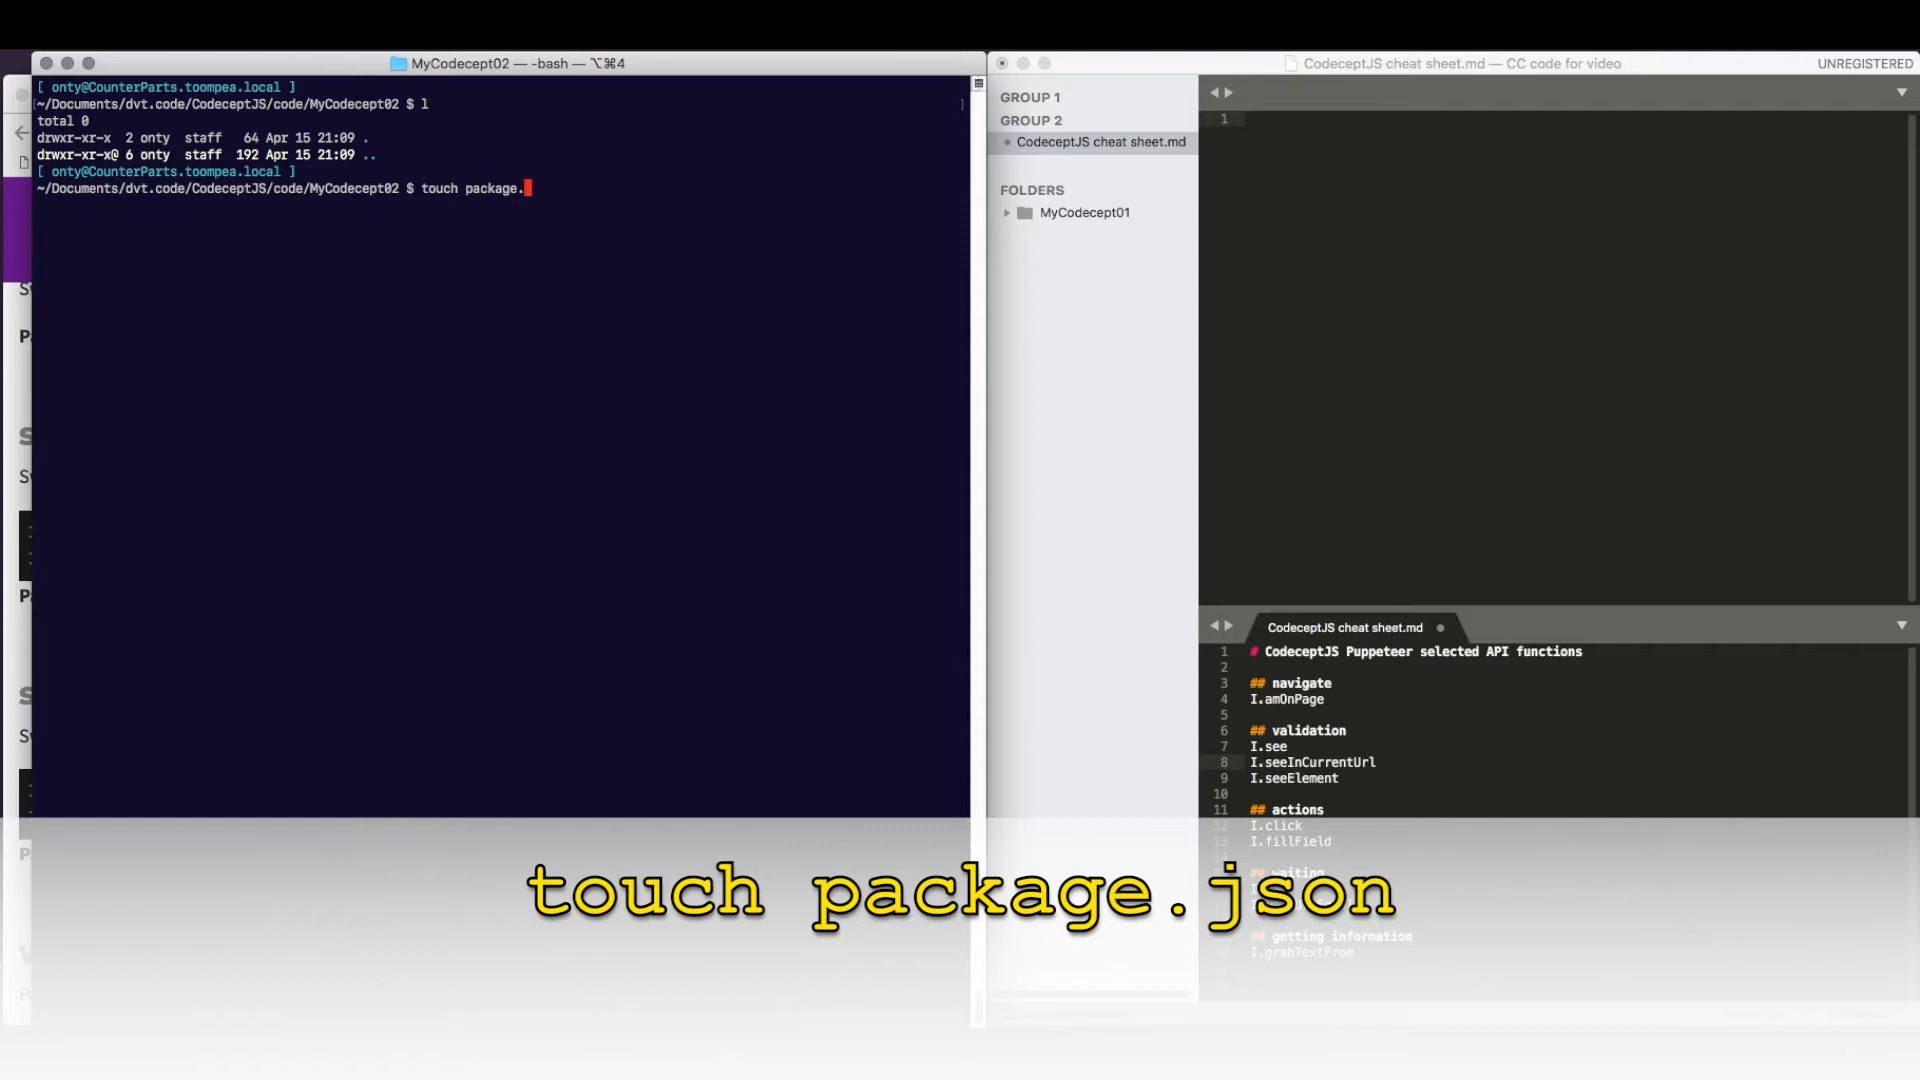 MyCodecept02 — -bash — ⌥⌘4
[ onty@CounterParts.toompea.local ]
~/Documents/dvt.code/CodeceptJS/code/MyCodecept02 $ l
total 0
drwxr-xr-x  2 onty  staff   64 Apr 15 21:09 .
drwxr-xr-x@ 6 onty  staff  192 Apr 15 21:09 ..
[ onty@CounterParts.toompea.local ]
~/Documents/dvt.code/CodeceptJS/code/MyCodecept02 $ touch package.
CodeceptJS cheat sheet.md — CC code for video
UNREGISTERED
GROUP 1
GROUP 2
CodeceptJS cheat sheet.md
FOLDERS
MyCodecept01
1
CodeceptJS cheat sheet.md
1 # CodeceptJS Puppeteer selected API functions
2
3 ## navigate
4 I.amOnPage
5
6 ## validation
7 I.see
8 I.seeInCurrentUrl
9 I.seeElement
10
11 ## actions
12 I.click
13 I.fillField
## waiting
## getting information
I.grabTextFrom
touch package.json